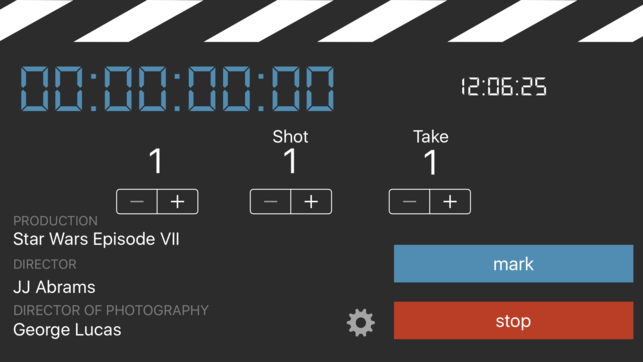 00:00:00:00
12:06:25
Shot
Take
1
1
1
− +
− +
− +
PRODUCTION
Star Wars Episode VII
DIRECTOR
JJ Abrams
DIRECTOR OF PHOTOGRAPHY
George Lucas
mark
stop